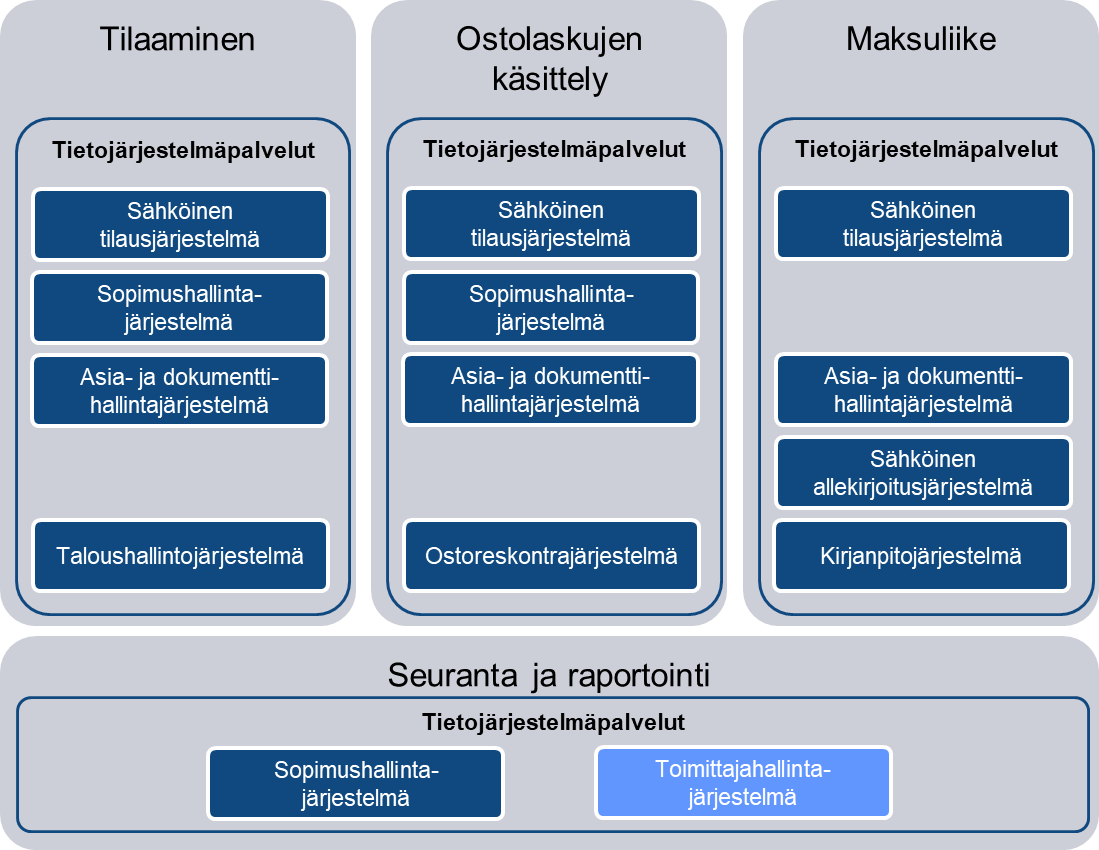 Tilaaminen
Tietojärjestelmäpalvelut
Sähköinen
tilausjärjestelmä
Sopimushallinta-
järjestelmä
Asia- ja dokumentti-
hallintajärjestelmä
Taloushallintojärjestelmä
Ostolaskujen
käsittely
Tietojärjestelmäpalvelut
Sähköinen
tilausjärjestelmä
Sopimushallinta-
järjestelmä
Asia- ja dokumentti-
hallintajärjestelmä
Ostoreskontrajärjestelmä
Maksuliike
Tietojärjestelmäpalvelut
Sähköinen
tilausjärjestelmä
Asia- ja dokumentti-
hallintajärjestelmä
Sähköinen
allekirjoitusjärjestelmä
Kirjanpitojärjestelmä
Seuranta ja raportointi
Tietojärjestelmäpalvelut
Sopimushallinta-
järjestelmä
Toimittajahallinta-
järjestelmä